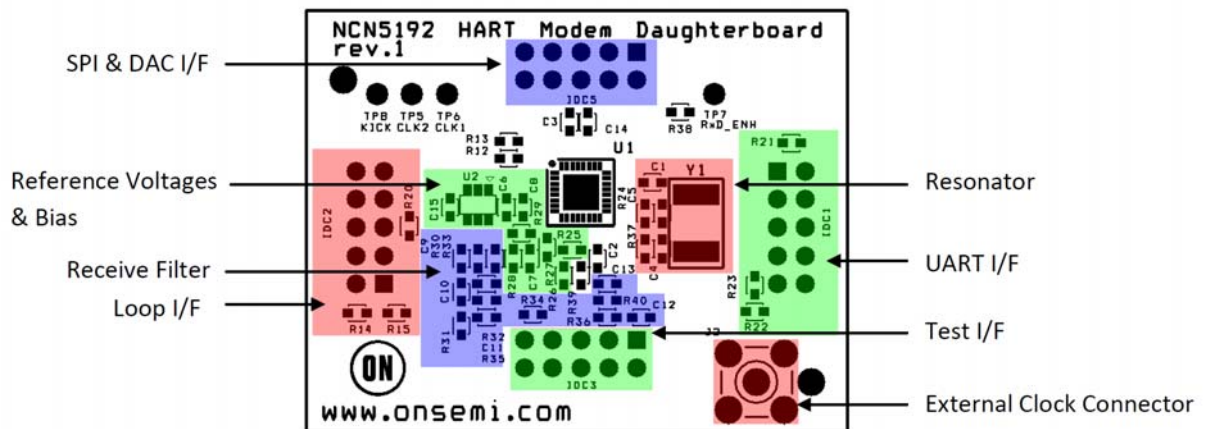 NCN5192 HART Modem Daughterboard
rev.1
SPI & DAC I/F
IDC5
TP8
KICK
TP5
CLK2
TP6
CLK1
C3
C14
R38
TP7
RxD_ENH
R13
R12
U1
R21
Reference Voltages
& Bias
U2
C6
C8
C15
R29
R20
IDC2
R24
C1
Y1
C5
R37
C4
Resonator
IDC1
C9
R30
R33
R25
C2
R28
C7
R27
R26
R39
C13
Receive Filter
Loop I/F
C10
R34
R40
C12
R36
R31
R32
C11
R35
R14
R15
R23
R22
UART I/F
Test I/F
IDC3
ON
External Clock Connector
www.onsemi.com